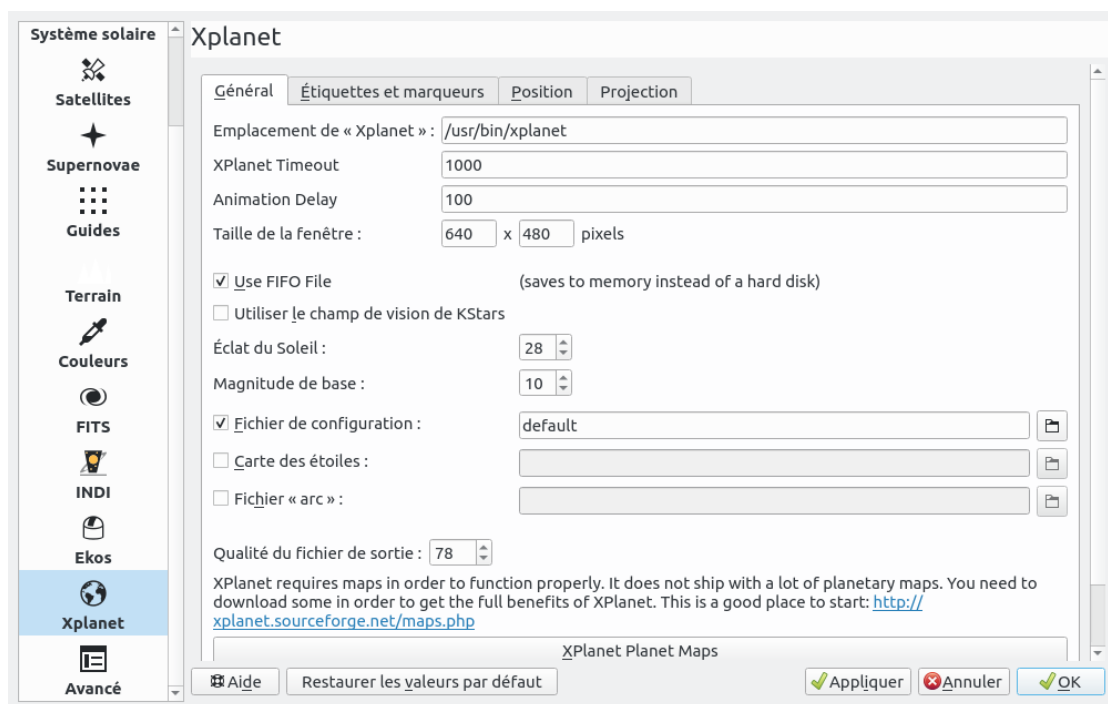 Système solaire
Satellites
Supernovae
Guides
Terrain
Couleurs
FITS
INDI
Ekos
Xplanet
Avancé
Xplanet
Général Étiquettes et marqueurs Position Projection
Emplacement de « Xplanet » : /usr/bin/xplanet
XPlanet Timeout 1000
Animation Delay 100
Taille de la fenêtre : 640 x 480 pixels
Use FIFO File (saves to memory instead of a hard disk)
Utiliser le champ de vision de KStars
Éclat du Soleil : 28
Magnitude de base : 10
Fichier de configuration : default
Carte des étoiles :
Fichier « arc » :
Qualité du fichier de sortie : 78
XPlanet requires maps in order to function properly. It does not ship with a lot of planetary maps. You need to
download some in order to get the full benefits of XPlanet. This is a good place to start: http://
xplanet.sourceforge.net/maps.php
XPlanet Planet Maps
Aide Restaurer les valeurs par défaut Appliquer Annuler OK